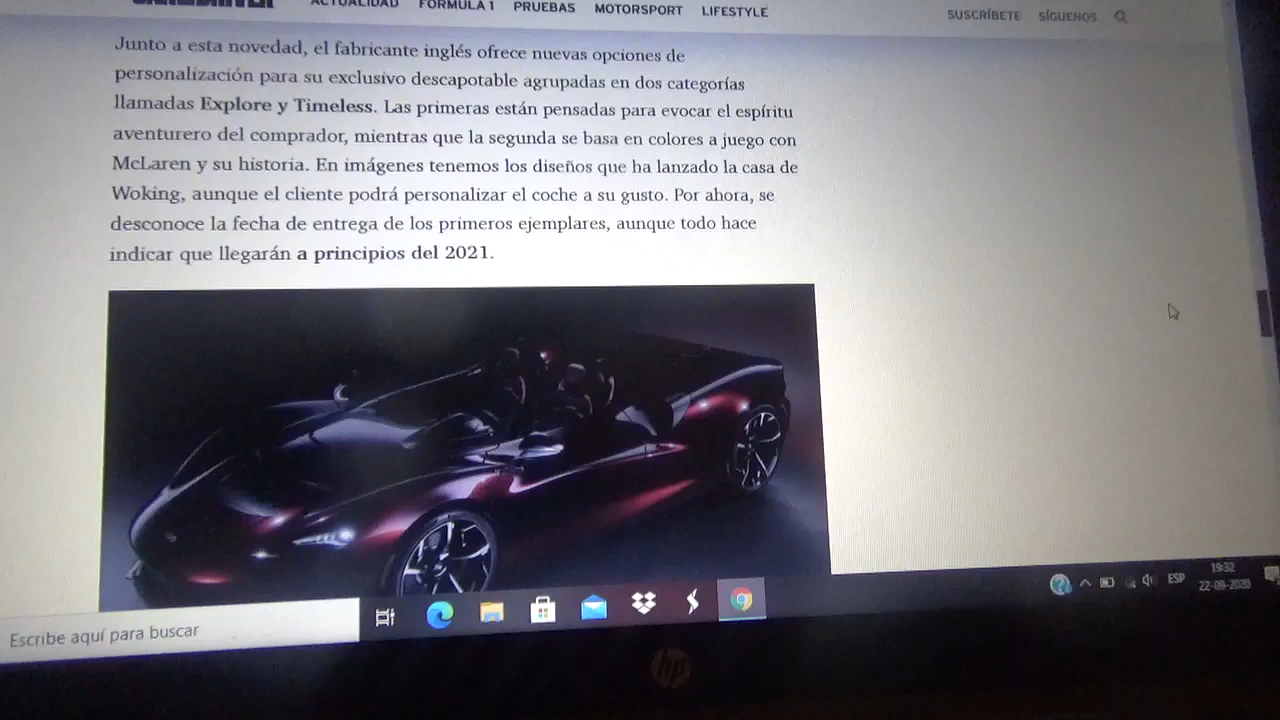 ACTUALIDAD FÓRMULA 1 PRUEBAS MOTORSPORT LIFESTYLE
SUSCRÍBETE SÍGUENOS
Junto a esta novedad, el fabricante inglés ofrece nuevas opciones de
personalización para su exclusivo descapotable agrupadas en dos categorías
llamadas Explore y Timeless. Las primeras están pensadas para evocar el espíritu
aventurero del comprador, mientras que la segunda se basa en colores a juego con
McLaren y su historia. En imágenes tenemos los diseños que ha lanzado la casa de
Woking, aunque el cliente podrá personalizar el coche a su gusto. Por ahora, se
desconoce la fecha de entrega de los primeros ejemplares, aunque todo hace
indicar que llegarán a principios del 2021.
Escribe aquí para buscar
ESP
19:32
22-09-2020
hp